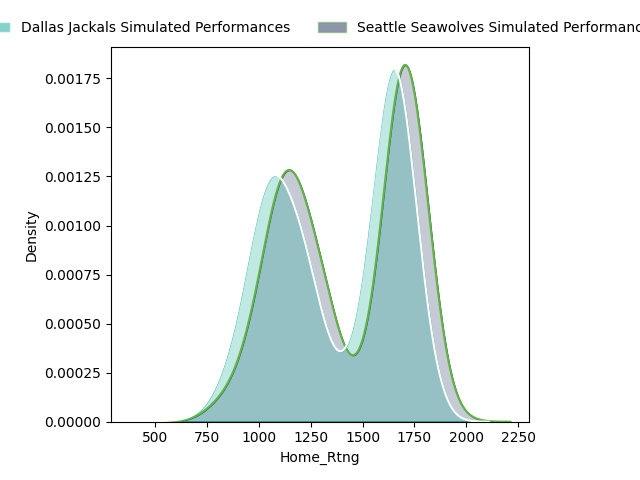 Dallas Jackals Simulated Performances
Seattle Seawolves Simulated
0.00175
0.00150
0.00125
0.00100
0.00075
0.00050
0.00025
0.00000
Density
500 750 1000 1250 1500 1750 2000 2250
Home_Rtng